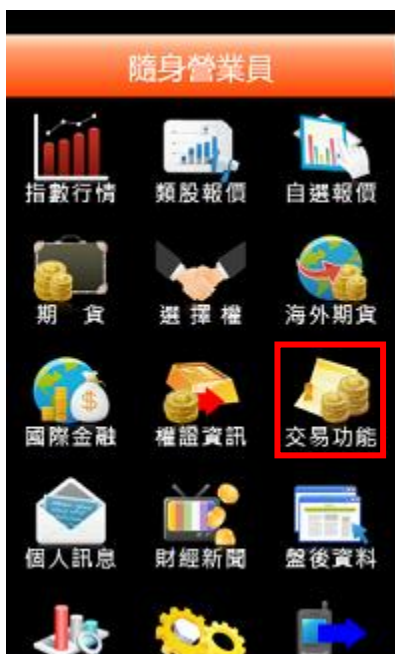 隨身營業員
指數行情 類股報價 自選報價
期 貨 選 擇 權 海外期貨
國際金融 權證資訊 交易功能
個人訊息 財經新聞 盤後資料